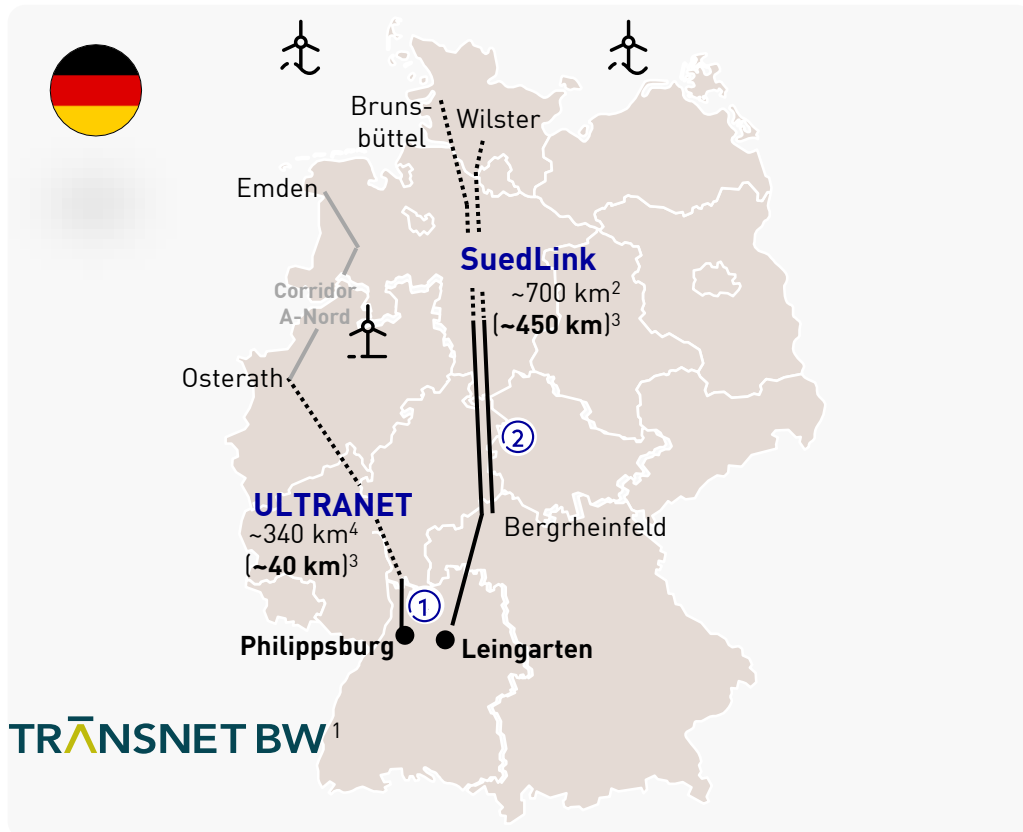 Bruns-
büttel
Wilster
Emden
SuedLink
~700 km²
(~450 km)³
Corridor
A-Nord
Osterath
2
ULTRANET
~340 km⁴
(~40 km)³
Bergrheinfeld
1
Philippsburg
Leingarten
TRANSNET BW¹